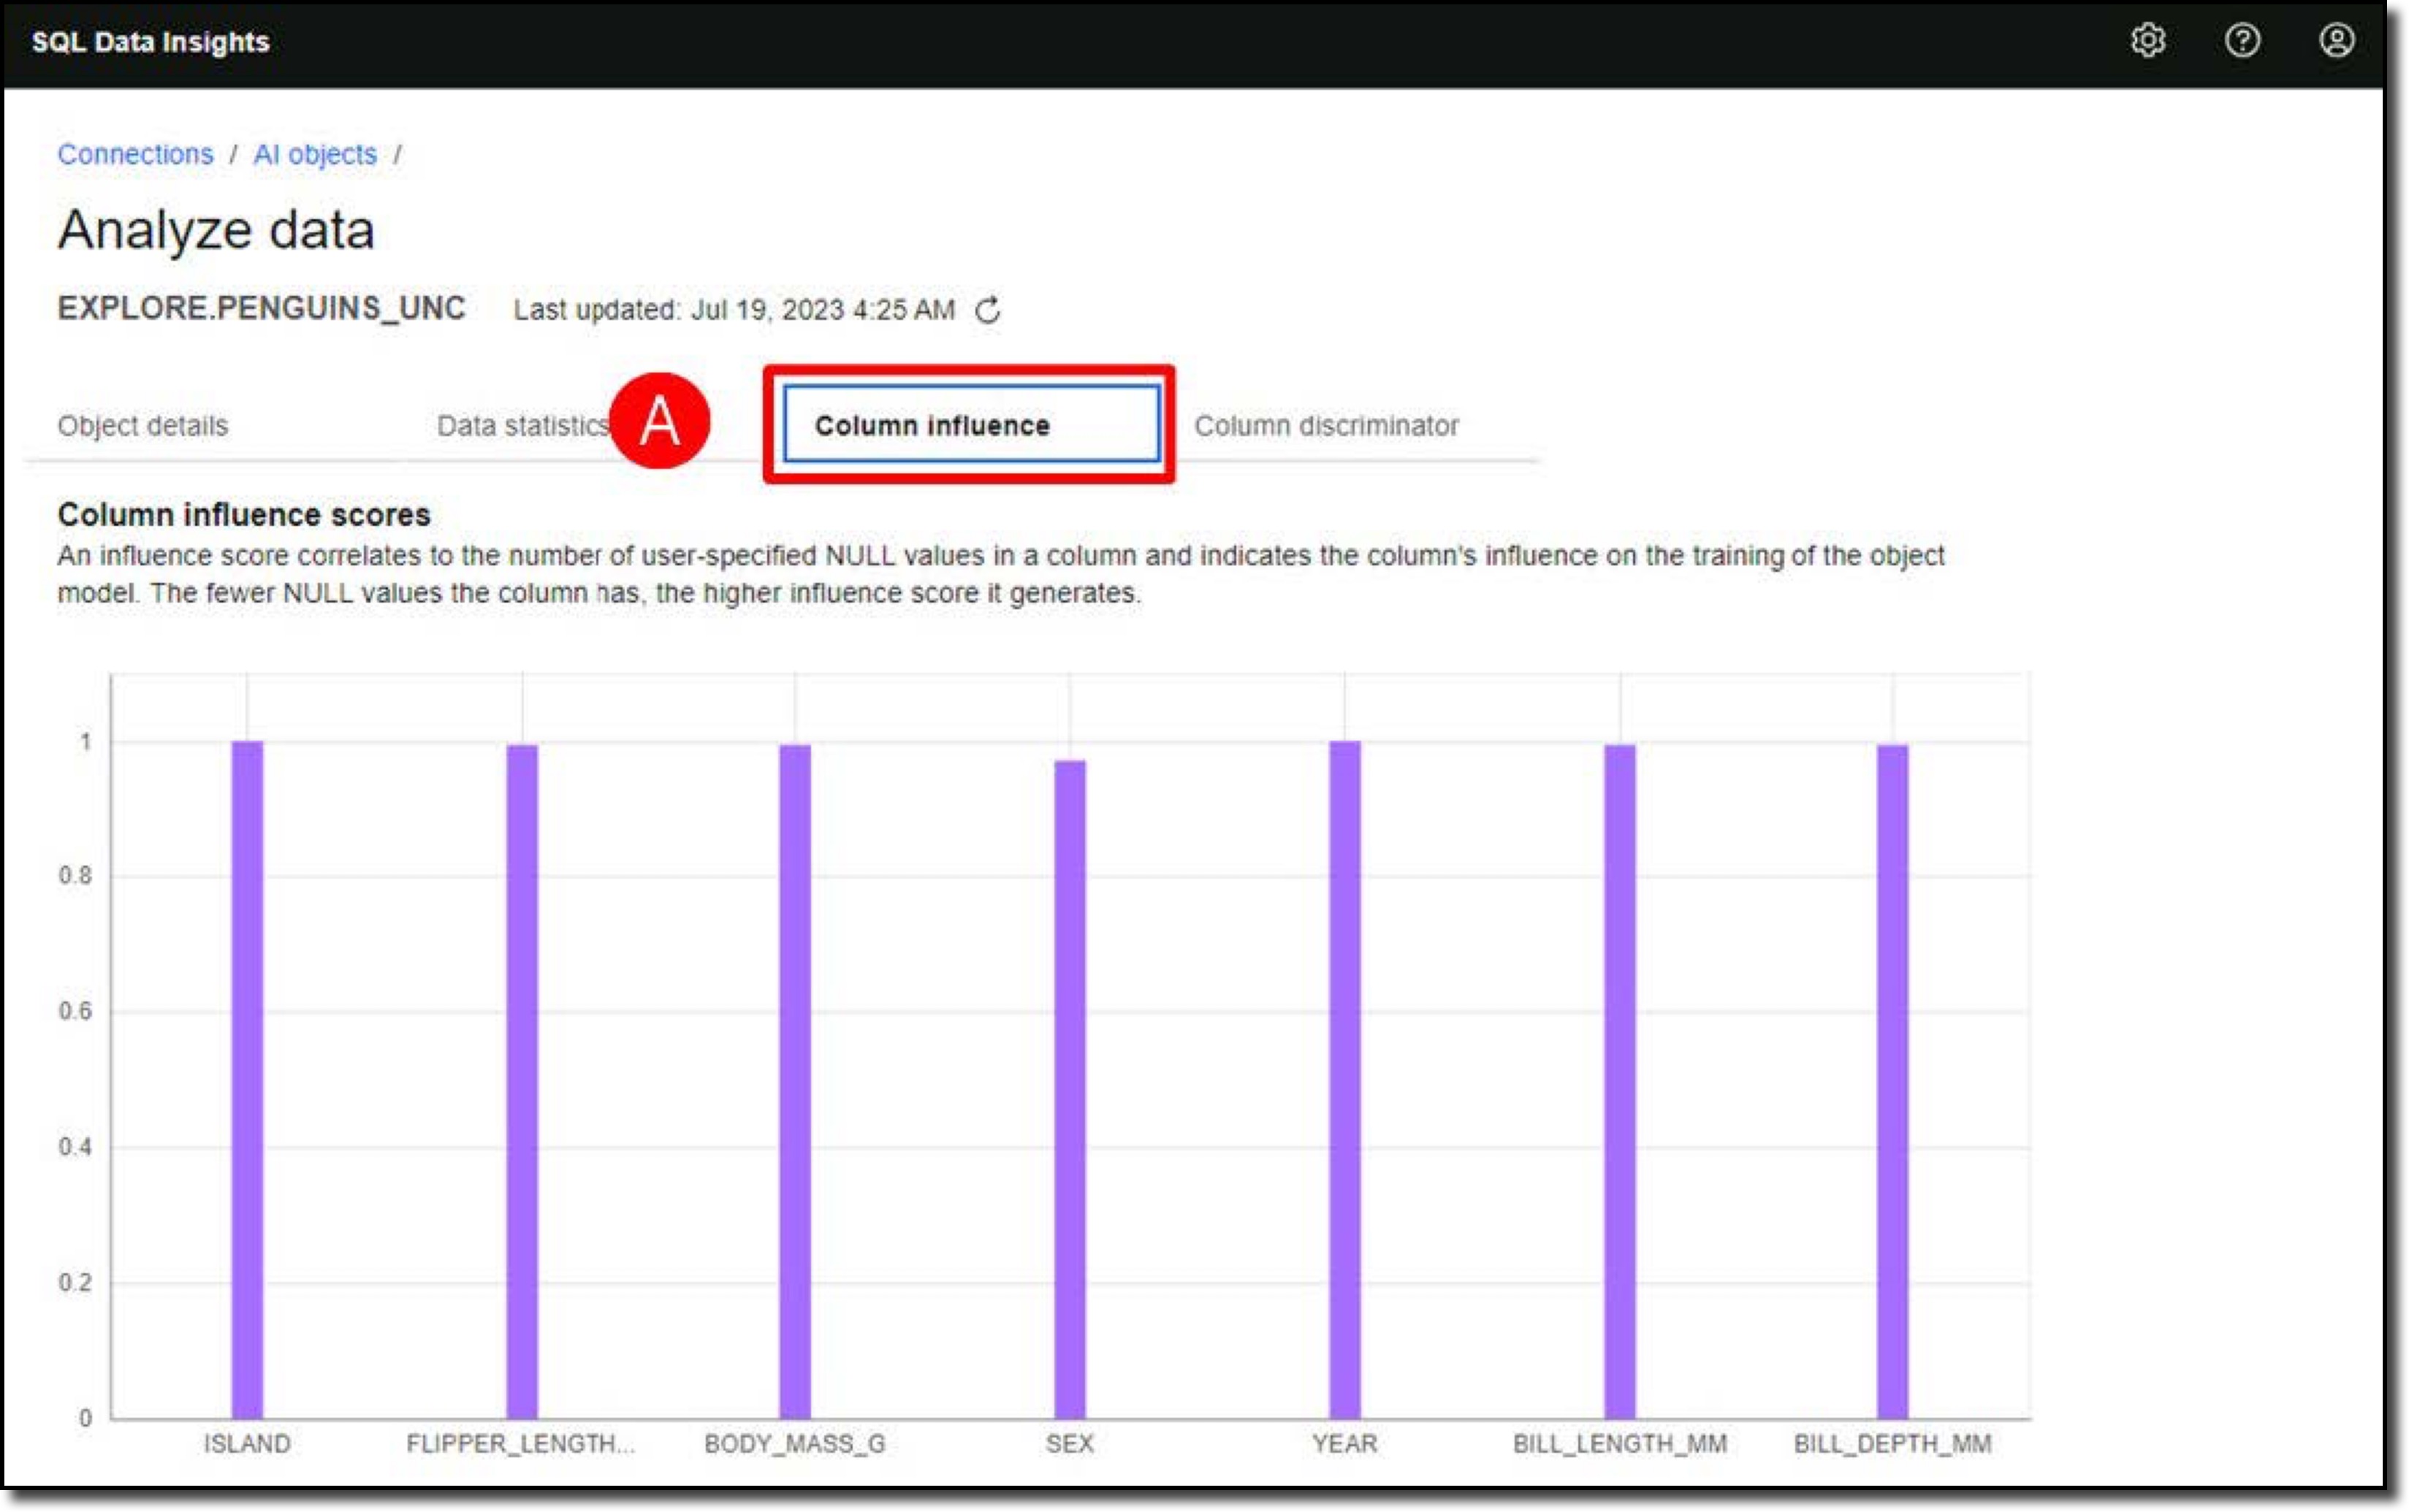 SQL Data Insights
Connections / AI objects /
Analyze data
EXPLORE.PENGUINS_UNC Last updated: Jul 19, 2023 4:25 AM
Object details Data statistics A Column influence Column discriminator
Column influence scores
An influence score correlates to the number of user-specified NULL values in a column and indicates the column's influence on the training of the object
model. The fewer NULL values the column has, the higher influence score it generates.
1
0.8
0.6
0.4
0.2
0
ISLAND FLIPPER_LENGTH... BODY_MASS_G SEX YEAR BILL_LENGTH_MM BILL_DEPTH_MM